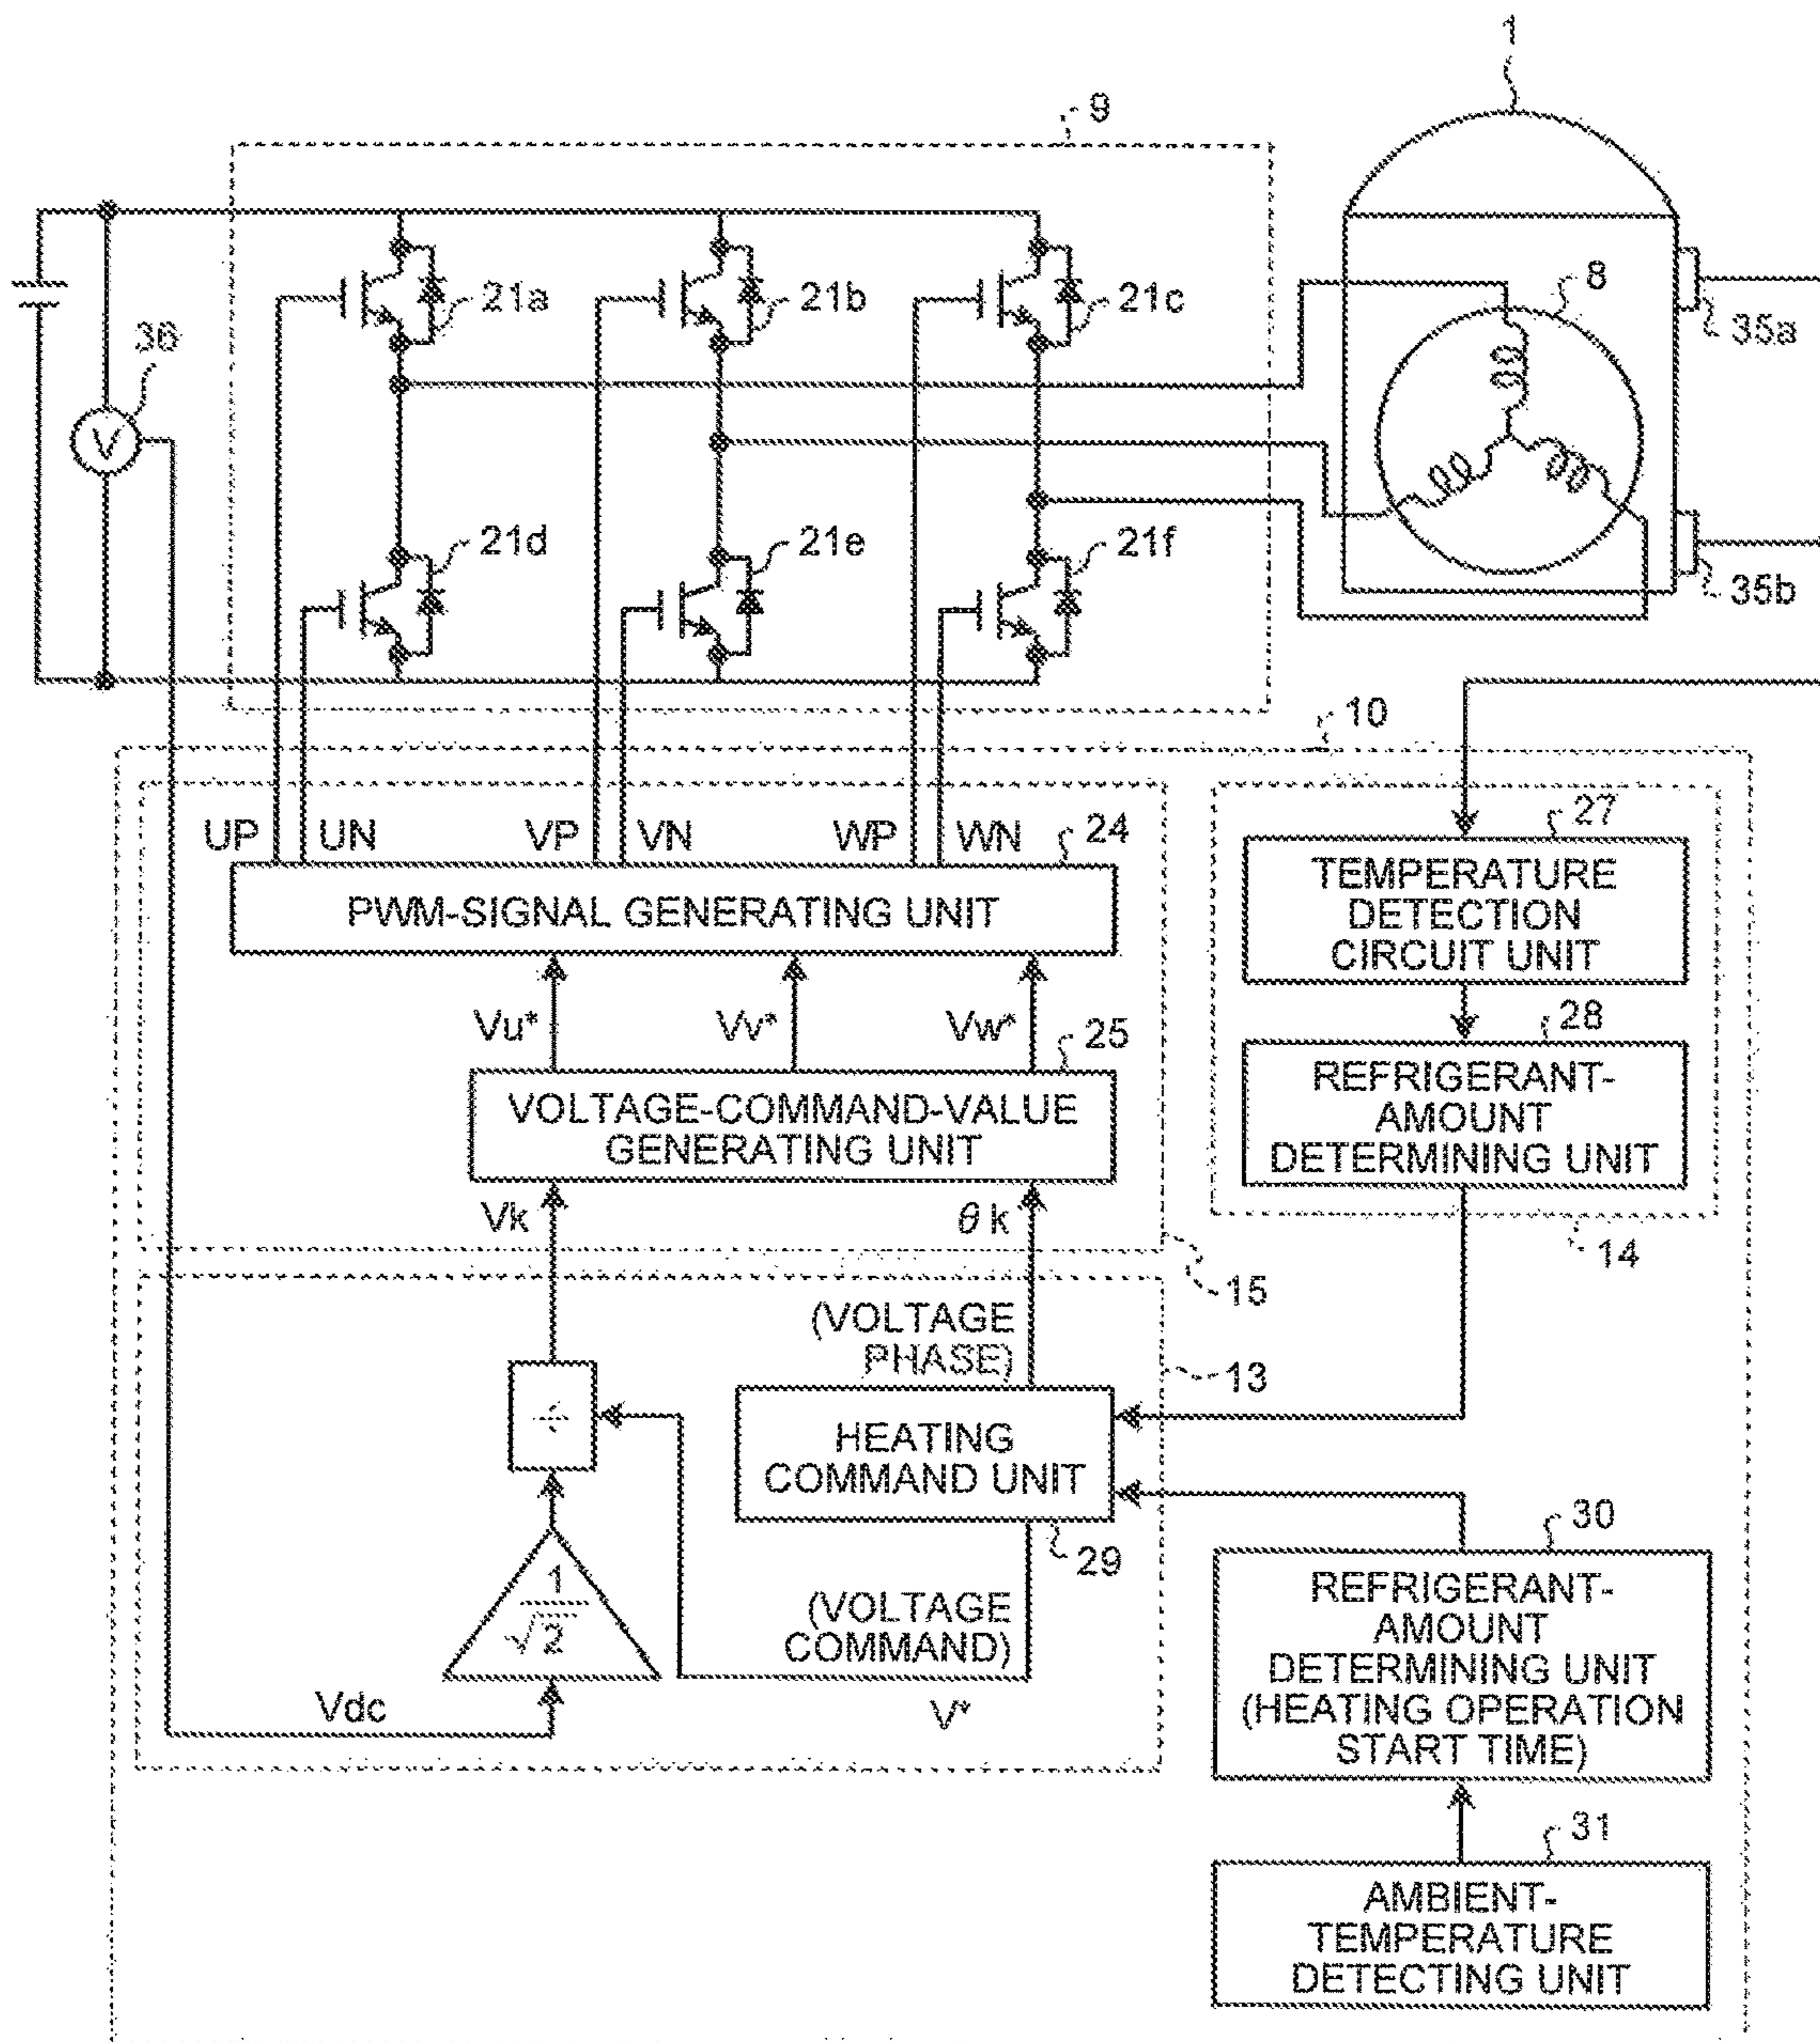 1
9
21a
21b
21c
8
35a
36
V
21d
21e
21f
35b
10
UP
UN
VP
VN
WP
WN
24
27
PWM-SIGNAL GENERATING UNIT
TEMPERATURE
DETECTION
CIRCUIT UNIT
Vu*
Vv*
Vw*
25
28
VOLTAGE-COMMAND-VALUE
GENERATING UNIT
REFRIGERANT-
AMOUNT
DETERMINING UNIT
Vk
θk
14
15
(VOLTAGE
PHASE)
13
÷
HEATING
COMMAND UNIT
29
30
1
√2
(VOLTAGE
COMMAND)
REFRIGERANT-
AMOUNT
DETERMINING UNIT
(HEATING OPERATION
START TIME)
Vdc
V*
31
AMBIENT-
TEMPERATURE
DETECTING UNIT